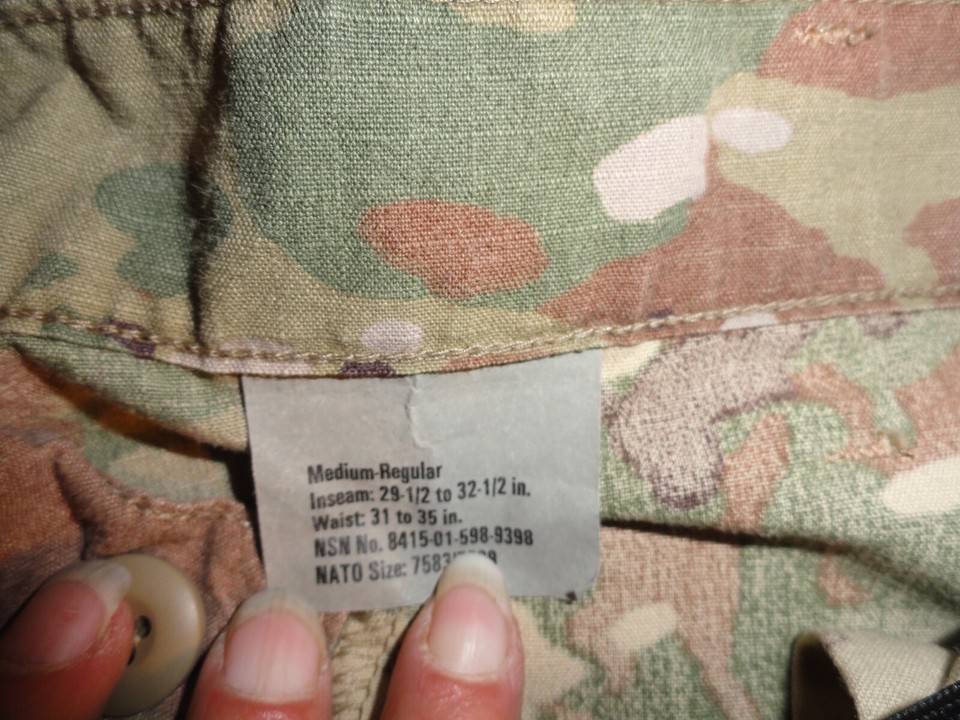 Medium-Regular
Inseam: 29-1/2 to 32-1/2 in.
Waist: 31 to 35 in.
NSN No. 8415-01-598-9398
NATO Size: